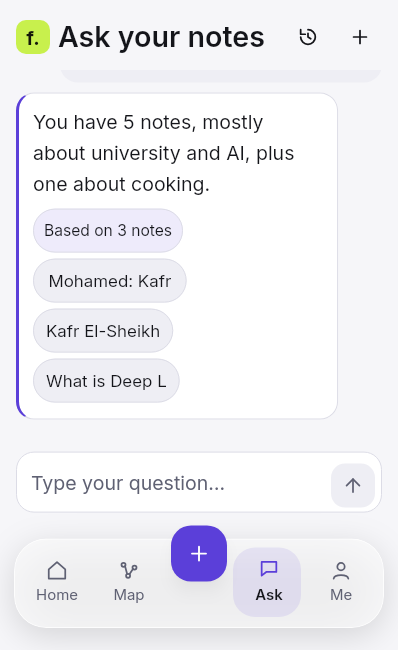 f. Ask your notes
You have 5 notes, mostly
about university and AI, plus
one about cooking.
Based on 3 notes
Mohamed: Kafr
Kafr El-Sheikh
What is Deep L
Type your question...
Home Map Ask Me